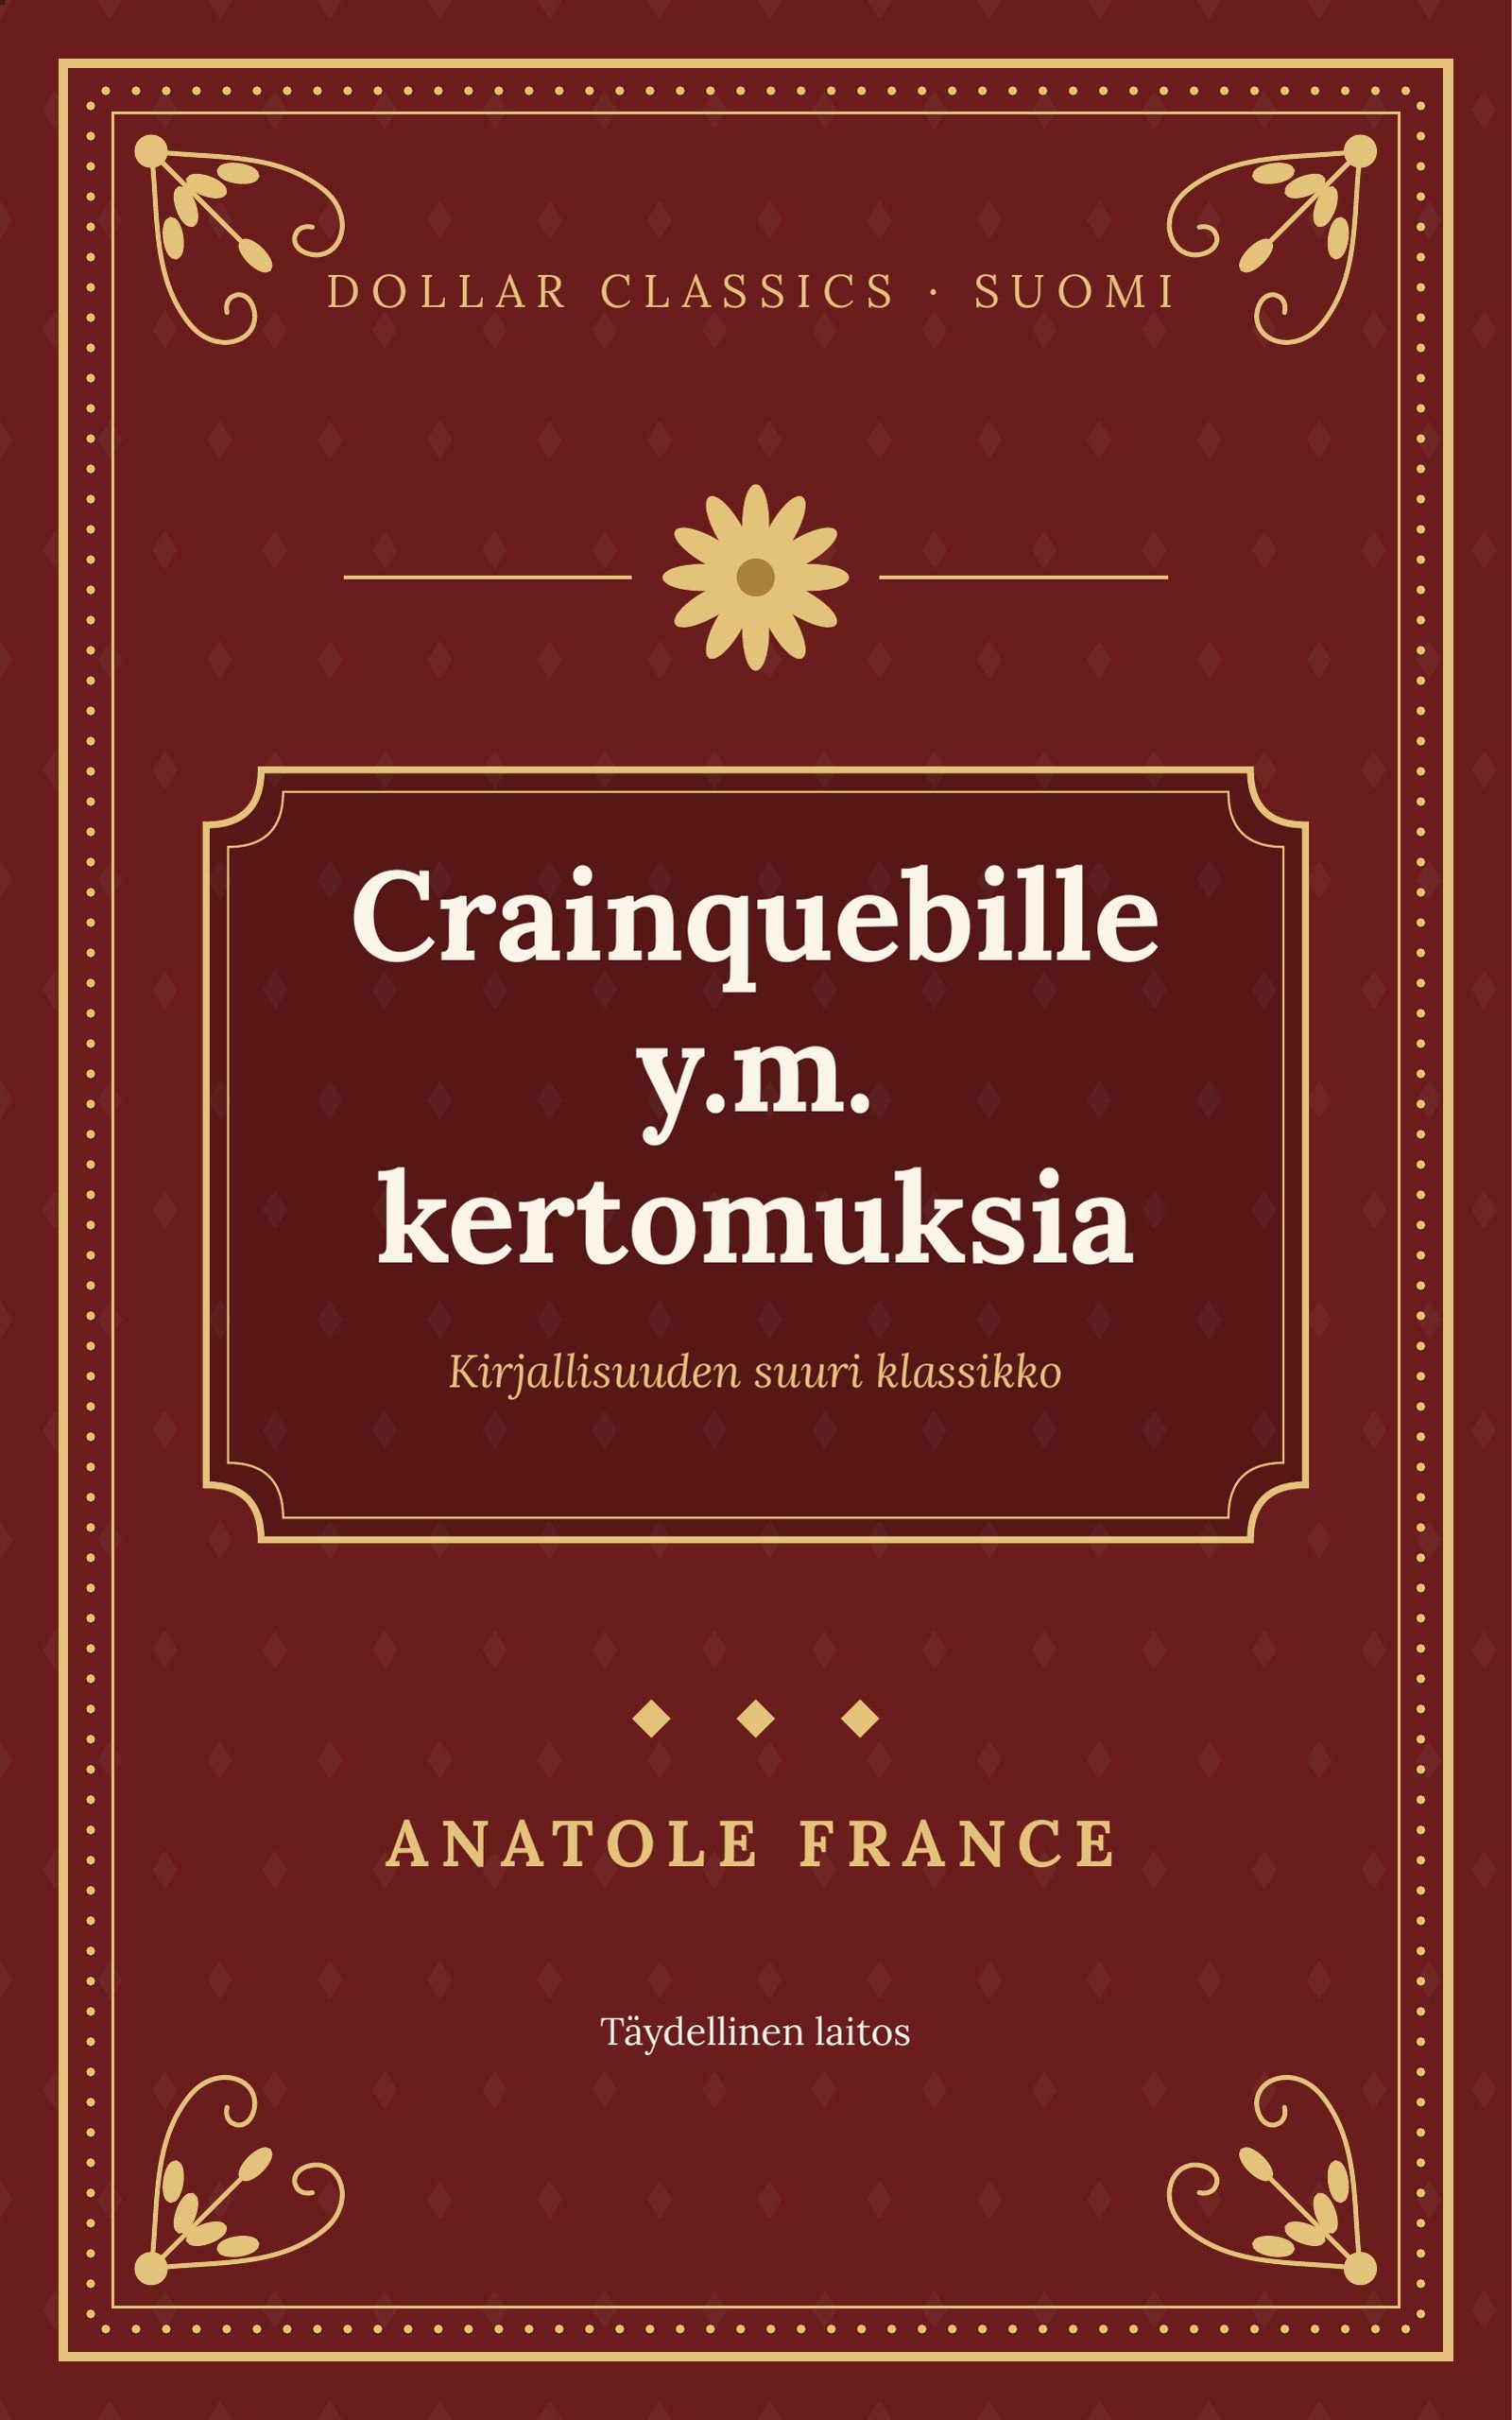 DOLLAR CLASSICS · SUOMI
Crainquebille
y.m.
kertomuksia
Kirjallisuuden suuri klassikko
ANATOLE FRANCE
Täydellinen laitos